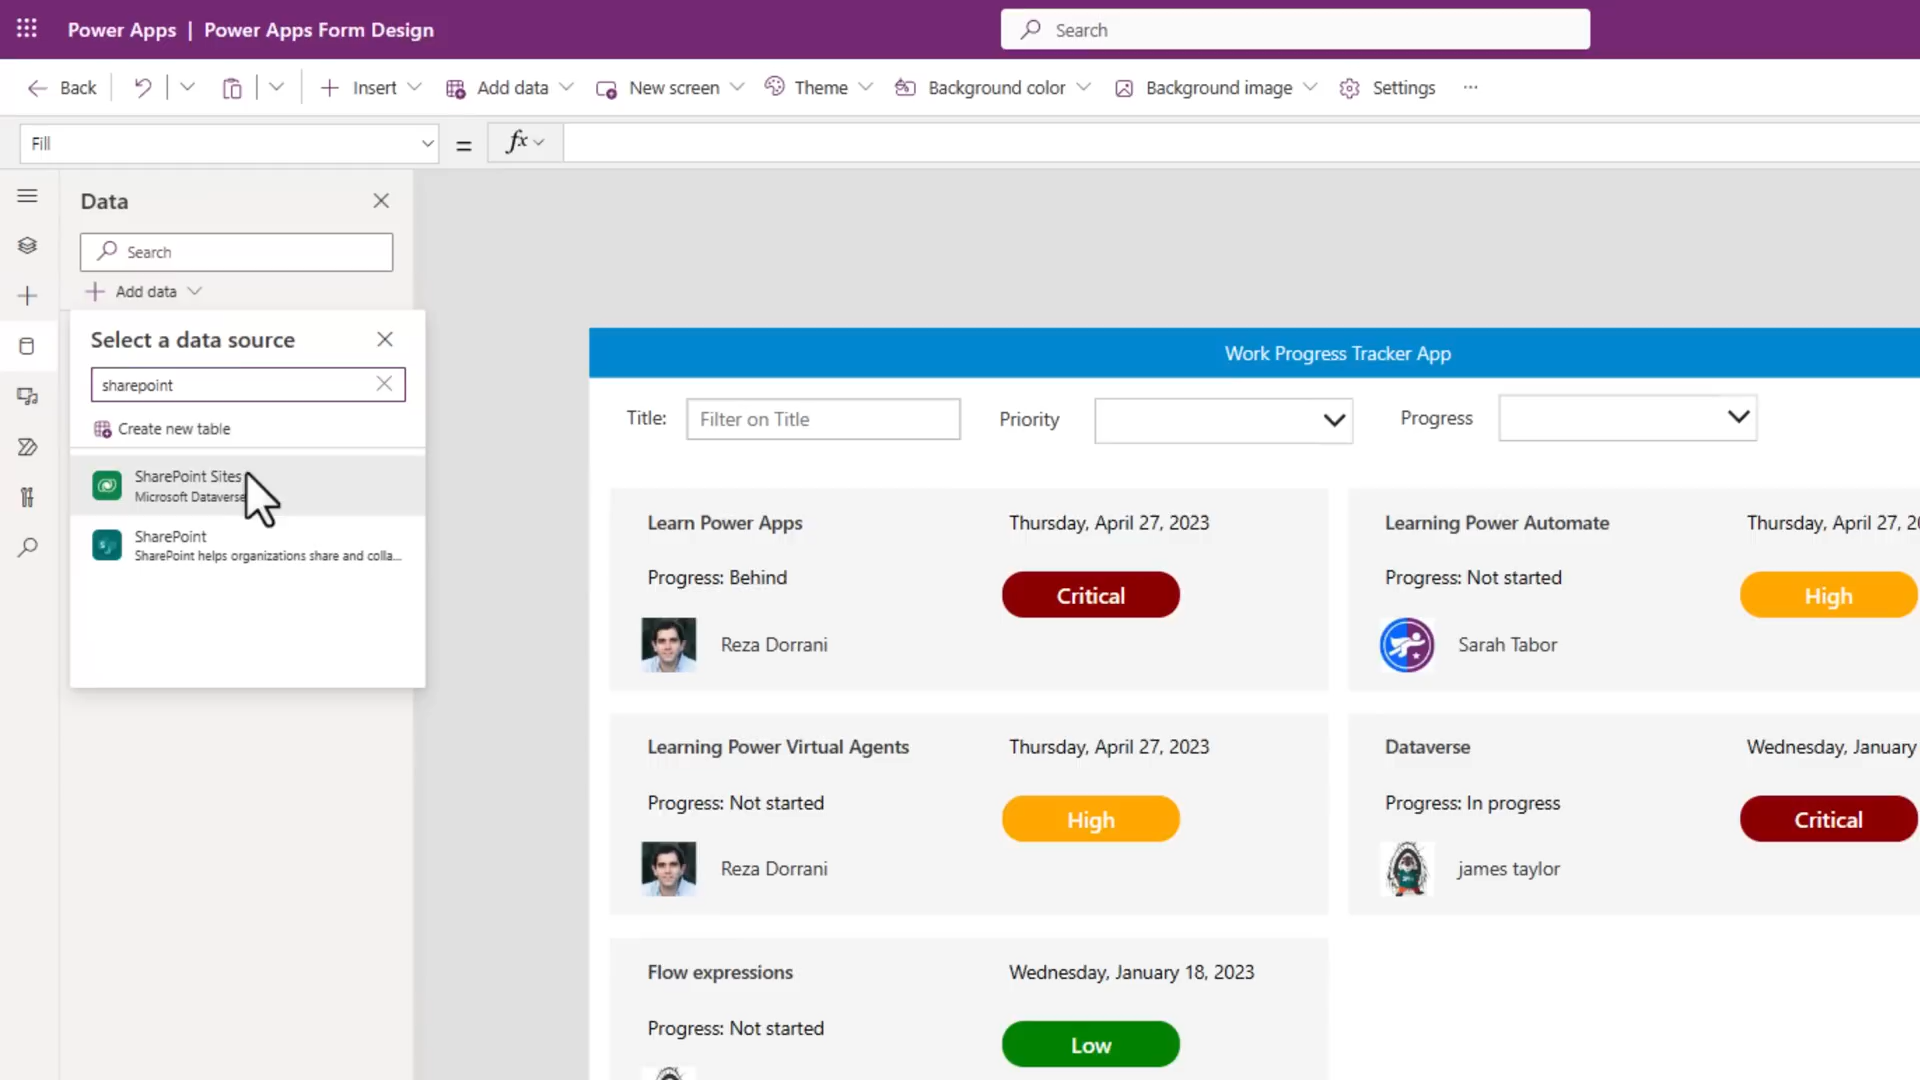 Power Apps | Power Apps Form Design
Search
Back
Insert
Add data
New screen
Theme
Background color
Background image
Settings
...
Fill
=
fx
Data
Search
Add data
Select a data source
sharepoint
Create new table
SharePoint Sites
Microsoft Dataverse
SharePoint
SharePoint helps organizations share and colla...
Work Progress Tracker App
Title:
Filter on Title
Priority
Progress
Learn Power Apps
Thursday, April 27, 2023
Progress: Behind
Critical
Reza Dorrani
Learning Power Automate
Thursday, April 27, 20
Progress: Not started
High
Sarah Tabor
Learning Power Virtual Agents
Thursday, April 27, 2023
Progress: Not started
High
Reza Dorrani
Dataverse
Wednesday, January
Progress: In progress
Critical
james taylor
Flow expressions
Wednesday, January 18, 2023
Progress: Not started
Low